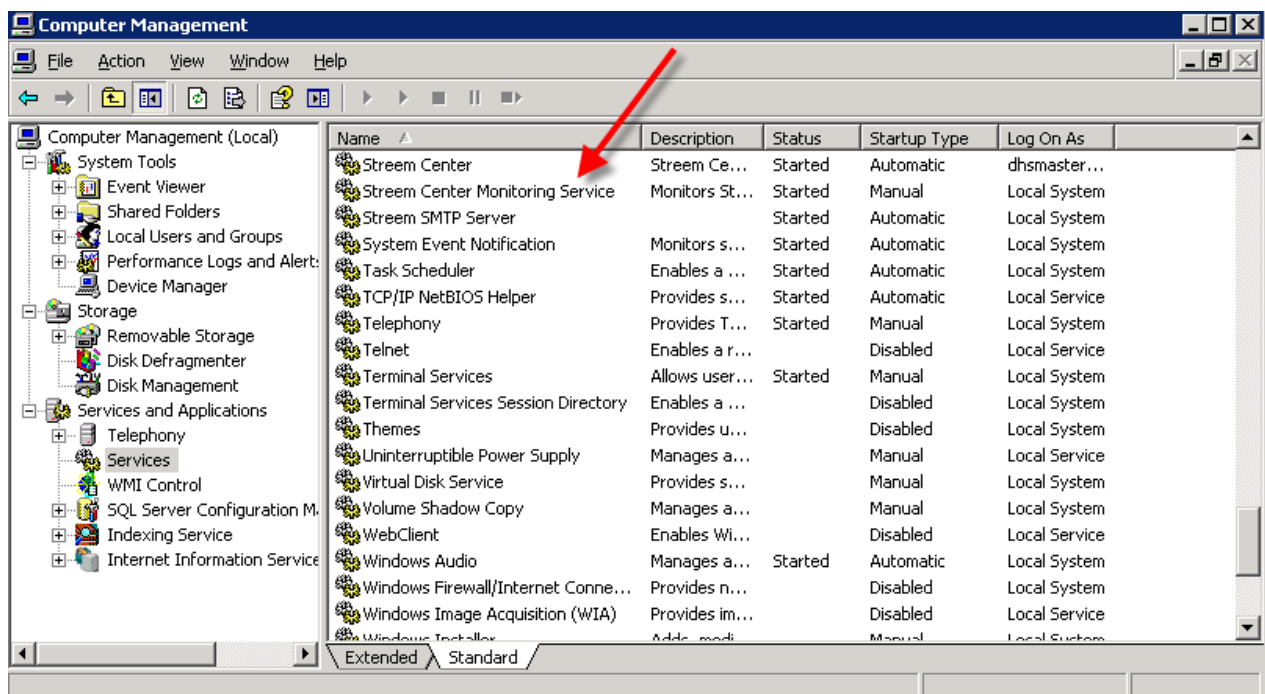 Computer Management
File Action View Window Help
Computer Management (Local)
System Tools
Event Viewer
Shared Folders
Local Users and Groups
Performance Logs and Alert
Device Manager
Storage
Removable Storage
Disk Defragmenter
Disk Management
Services and Applications
Telephony
Services
WMI Control
SQL Server Configuration M
Indexing Service
Internet Information Service
Name Description Status Startup Type Log On As
Streem Center Streem Ce... Started Automatic dhsmaster...
Streem Center Monitoring Service Monitors St... Started Manual Local System
Streem SMTP Server Started Automatic Local System
System Event Notification Monitors s... Started Automatic Local System
Task Scheduler Enables a ... Started Automatic Local System
TCP/IP NetBIOS Helper Provides s... Started Automatic Local Service
Telephony Provides T... Started Manual Local System
Telnet Enables a r... Disabled Local Service
Terminal Services Allows user... Started Manual Local System
Terminal Services Session Directory Enables a ... Disabled Local System
Themes Provides u... Disabled Local System
Uninterruptible Power Supply Manages a... Manual Local Service
Virtual Disk Service Provides s... Manual Local System
Volume Shadow Copy Manages a... Manual Local System
WebClient Enables Wi... Disabled Local Service
Windows Audio Manages a... Started Automatic Local System
Windows Firewall/Internet Conne... Provides n... Disabled Local System
Windows Image Acquisition (WIA) Provides im... Disabled Local Service
Windows Installer Adds, modi... Manual Local System
Extended Standard